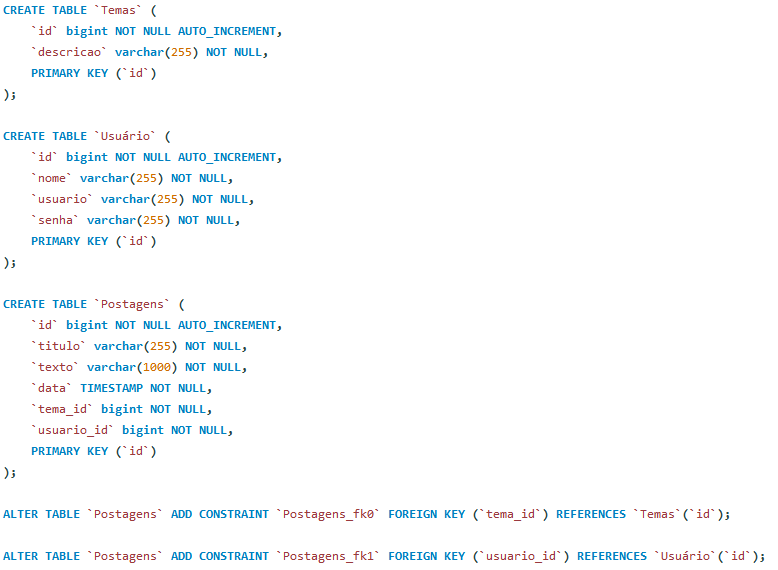 CREATE TABLE `Temas` (
`id` bigint NOT NULL AUTO_INCREMENT,
`descricao` varchar(255) NOT NULL,
PRIMARY KEY (`id`)
);
CREATE TABLE `Usuário` (
`id` bigint NOT NULL AUTO_INCREMENT,
`nome` varchar(255) NOT NULL,
`usuario` varchar(255) NOT NULL,
`senha` varchar(255) NOT NULL,
PRIMARY KEY (`id`)
);
CREATE TABLE `Postagens` (
`id` bigint NOT NULL AUTO_INCREMENT,
`titulo` varchar(255) NOT NULL,
`texto` varchar(1000) NOT NULL,
`data` TIMESTAMP NOT NULL,
`tema_id` bigint NOT NULL,
`usuario_id` bigint NOT NULL,
PRIMARY KEY (`id`)
);
ALTER TABLE `Postagens` ADD CONSTRAINT `Postagens_fk0` FOREIGN KEY (`tema_id`) REFERENCES `Temas`(`id`);
ALTER TABLE `Postagens` ADD CONSTRAINT `Postagens_fk1` FOREIGN KEY (`usuario_id`) REFERENCES `Usuário`(`id`);